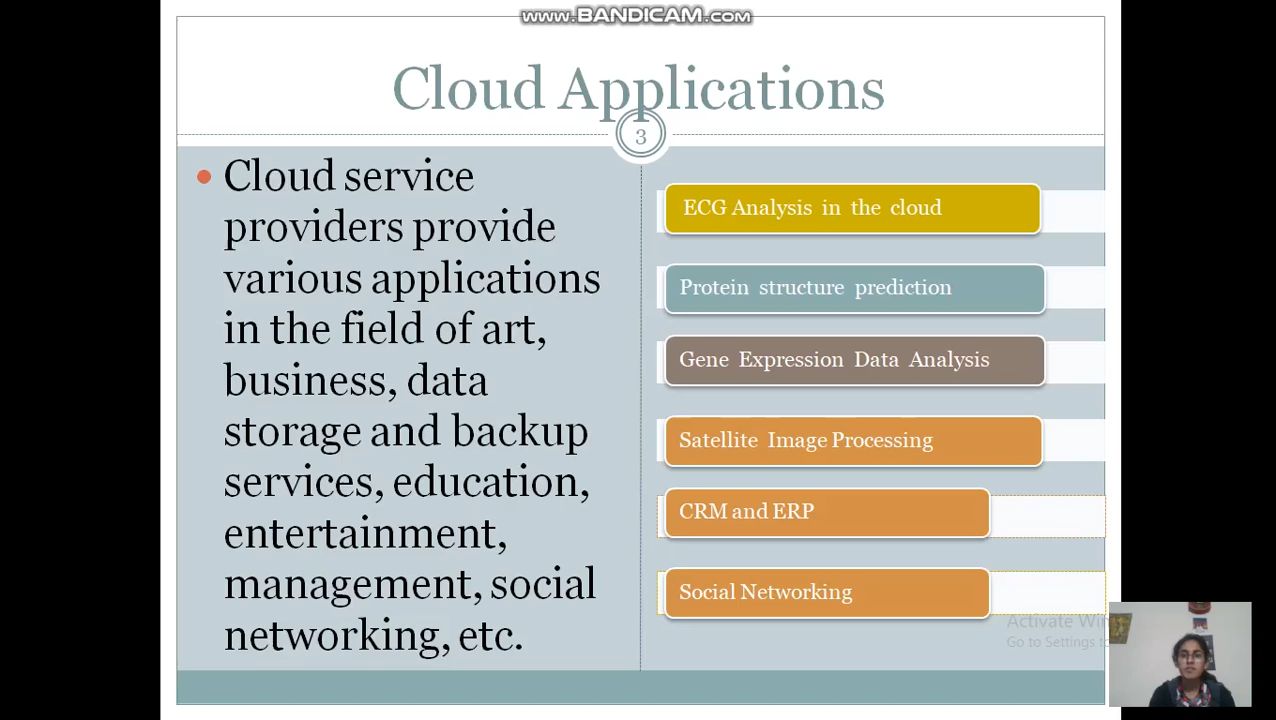 www.BANDICAM.com
Cloud Applications
3
Cloud service
providers provide
various applications
in the field of art,
business, data
storage and backup
services, education,
entertainment,
management, social
networking, etc.
ECG Analysis in the cloud
Protein structure prediction
Gene Expression Data Analysis
Satellite Image Processing
CRM and ERP
Social Networking
Activate
Go to Settings